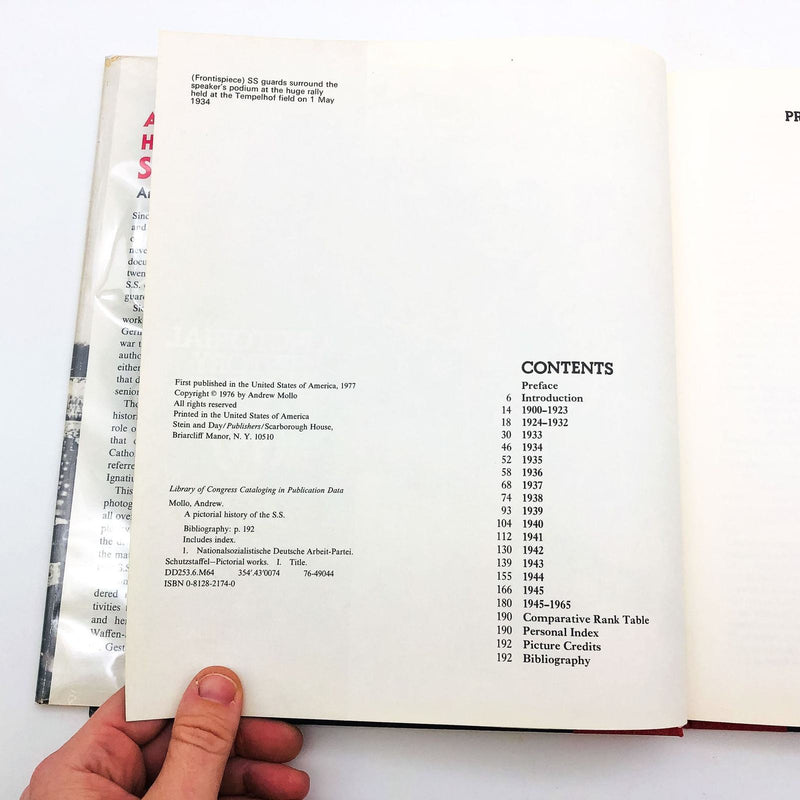 (Frontispiece) SS guards surround the
speaker's podium at the huge rally
held at the Tempelhof field on 1 May
1934
First published in the United States of America, 1977
Copyright © 1976 by Andrew Mollo
All rights reserved
Printed in the United States of America
Stein and Day/Publishers/Scarborough House,
Briarcliff Manor, N. Y. 10510
Library of Congress Cataloging in Publication Data
Mollo, Andrew.
A pictorial history of the S.S.
Bibliography: p. 192
Includes index.
1. Nationalsozialistische Deutsche Arbeit-Partei.
Schutzstaffel—Pictorial works. I. Title.
DD253.6.M64 354'.43'0074 76-49044
ISBN 0-8128-2174-0
CONTENTS
Preface
6 Introduction
14 1900–1923
18 1924–1932
30 1933
46 1934
52 1935
58 1936
68 1937
74 1938
93 1939
104 1940
112 1941
130 1942
139 1943
155 1944
166 1945
180 1945–1965
190 Comparative Rank Table
190 Personal Index
192 Picture Credits
192 Bibliography